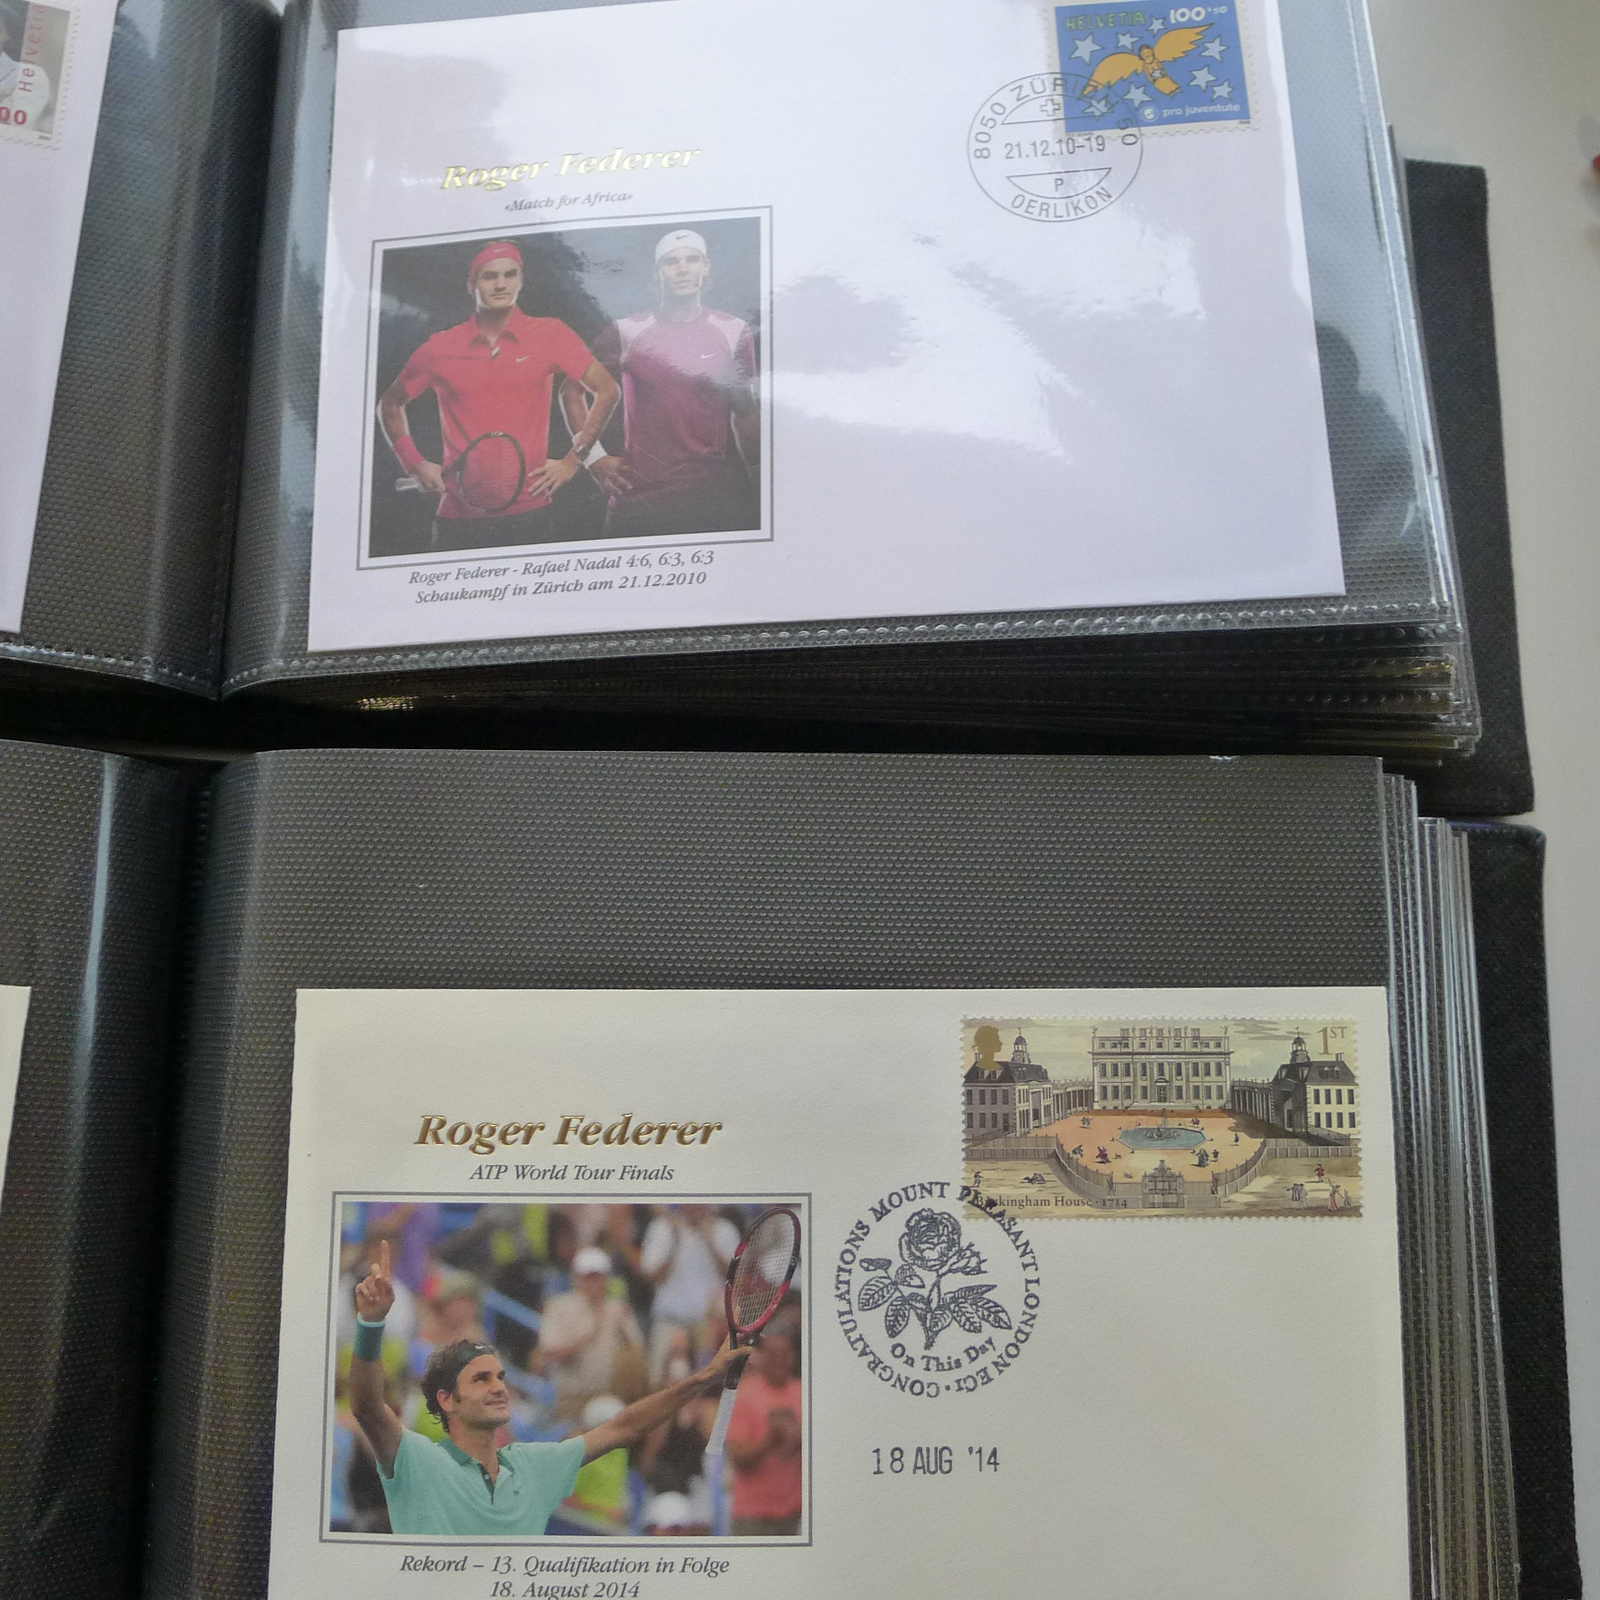 Helvetia
00
HELVETIA 100+50
pro juventute
8050 ZÜRICH 50
21.12.10-19
P
OERLIKON
Roger Federer
«Match for Africa»
Roger Federer - Rafael Nadal 4:6, 6:3, 6:3
Schaukampf in Zürich am 21.12.2010
1ST
Buckingham House · 1714
Roger Federer
ATP World Tour Finals
CONGRATULATIONS MOUNT PLEASANT LONDON EC1 ·
On This Day
18 AUG '14
Rekord – 13. Qualifikation in Folge
18. August 2014